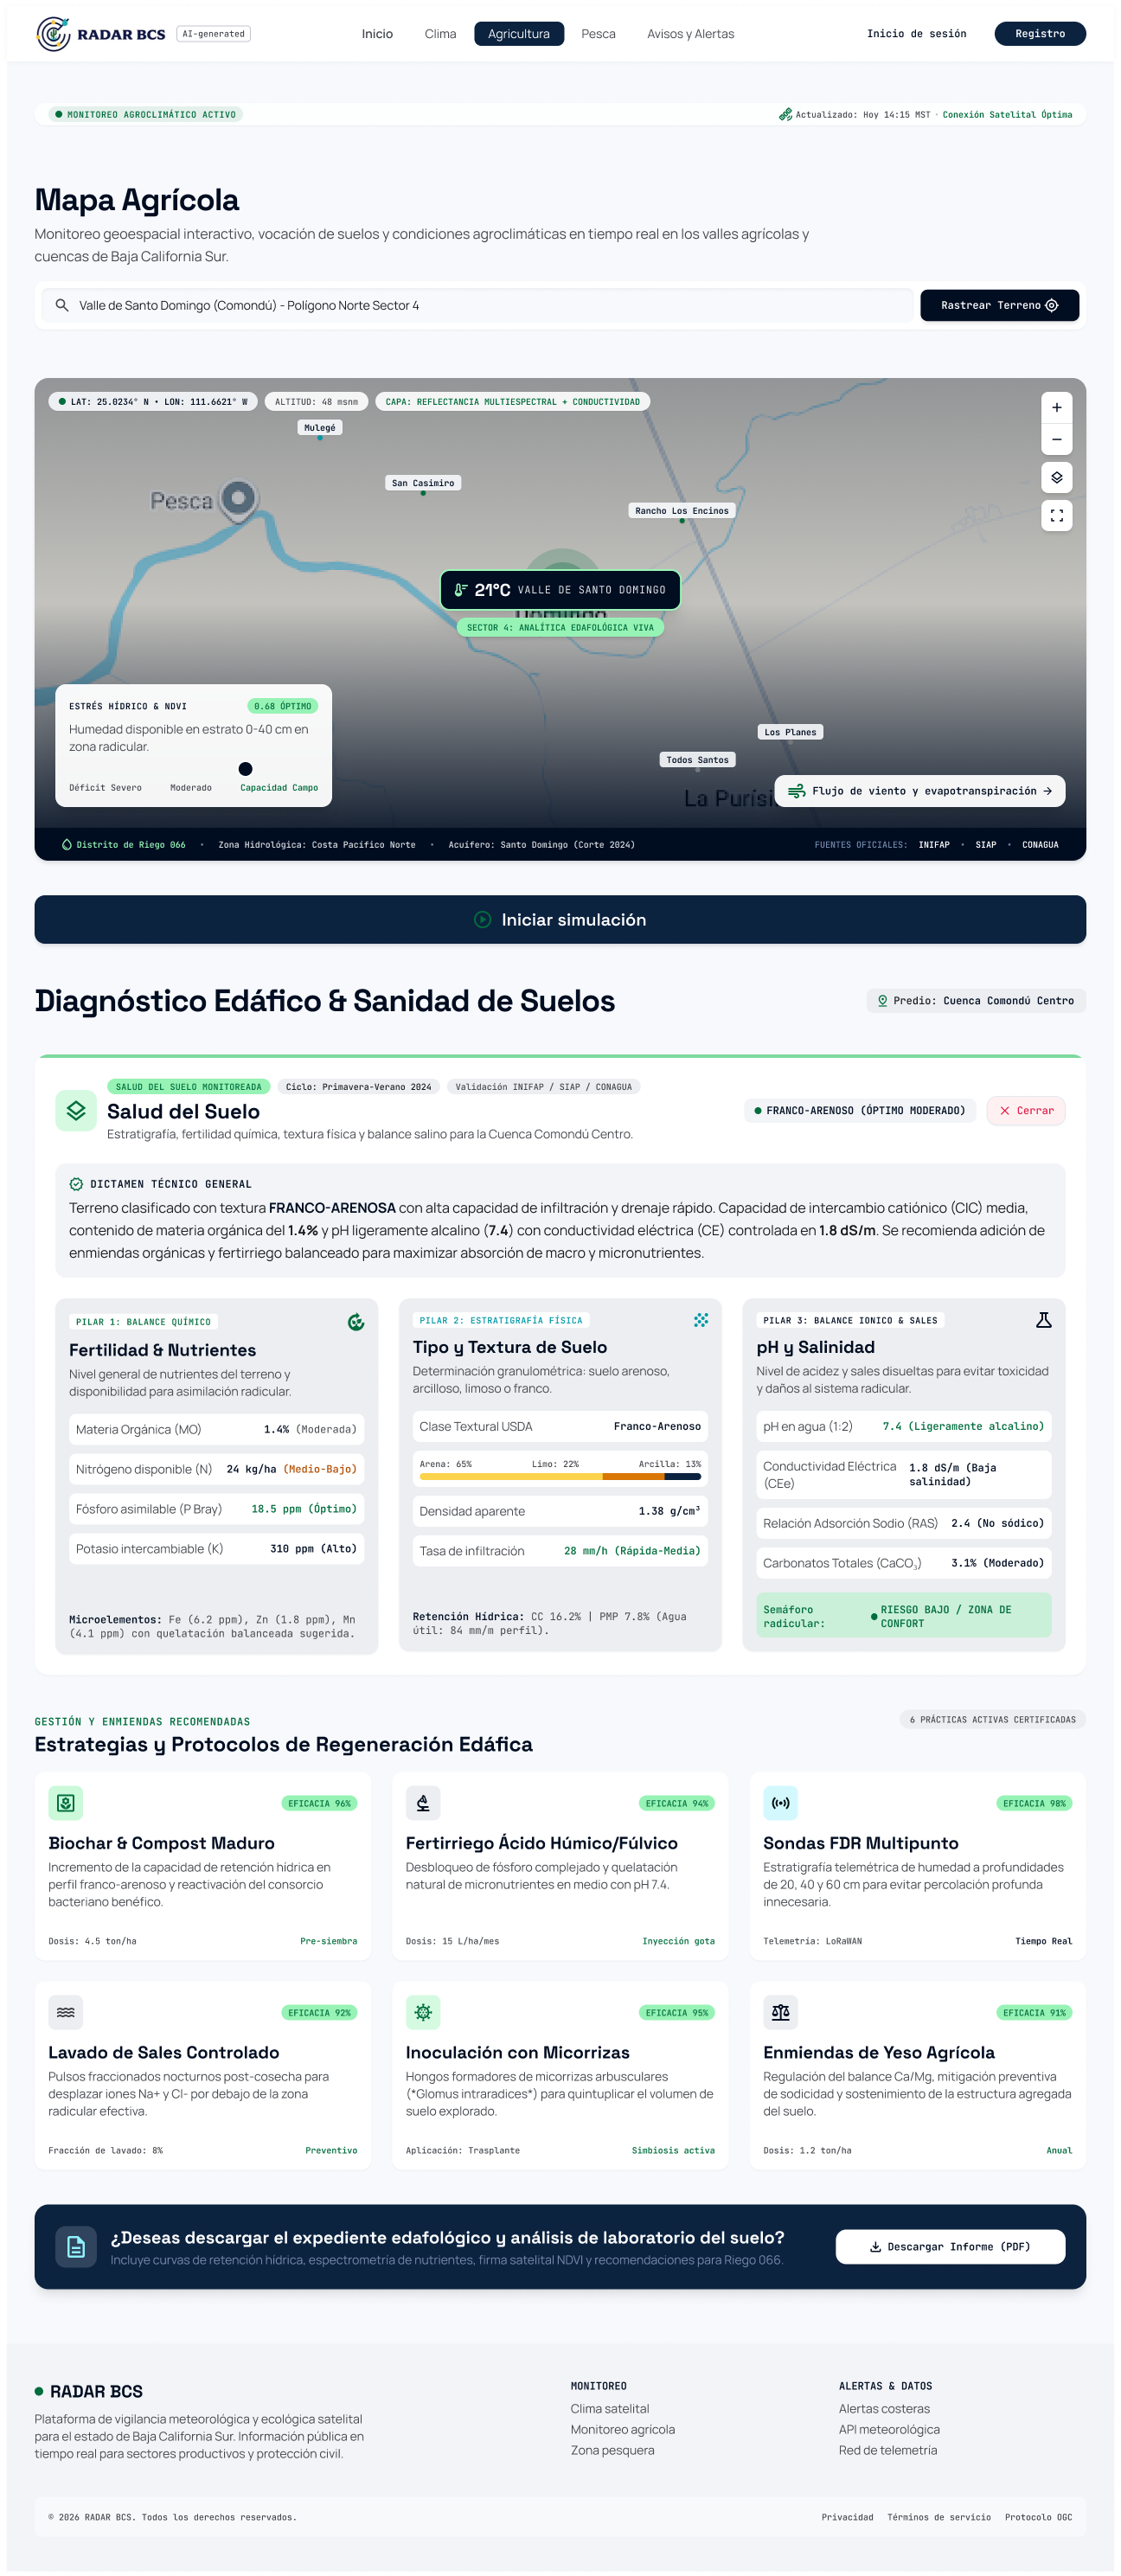 RADAR BCS
AI-generated
Inicio
Clima
Agricultura
Pesca
Avisos y Alertas
Inicio de sesión
Registro
MONITOREO AGROCLIMÁTICO ACTIVO
Actualizado: Hoy 14:15 MST · Conexión Satelital Óptima
Mapa Agrícola
Monitoreo geoespacial interactivo, vocación de suelos y condiciones agroclimáticas en tiempo real en los valles agrícolas y
cuencas de Baja California Sur.
Valle de Santo Domingo (Comondú) - Polígono Norte Sector 4
Rastrear Terreno
LAT: 25.0234° N • LON: 111.6621° W
ALTITUD: 48 msnm
CAPA: REFLECTANCIA MULTIESPECTRAL + CONDUCTIVIDAD
+
−
Mulegé
San Casimiro
Pesca
Rancho Los Encinos
21°C VALLE DE SANTO DOMINGO
SECTOR 4: ANALÍTICA EDAFOLÓGICA VIVA
ESTRÉS HÍDRICO & NDVI
0.68 ÓPTIMO
Humedad disponible en estrato 0-40 cm en
zona radicular.
Déficit Severo
Moderado
Capacidad Campo
Los Planes
Todos Santos
La Purísi
Flujo de viento y evapotranspiración →
Distrito de Riego 066 • Zona Hidrológica: Costa Pacífico Norte • Acuífero: Santo Domingo (Corte 2024)
FUENTES OFICIALES: INIFAP • SIAP • CONAGUA
Iniciar simulación
Diagnóstico Edáfico & Sanidad de Suelos
Predio: Cuenca Comondú Centro
SALUD DEL SUELO MONITOREADA
Ciclo: Primavera-Verano 2024
Validación INIFAP / SIAP / CONAGUA
Salud del Suelo
Estratigrafía, fertilidad química, textura física y balance salino para la Cuenca Comondú Centro.
FRANCO-ARENOSO (ÓPTIMO MODERADO)
Cerrar
DICTAMEN TÉCNICO GENERAL
Terreno clasificado con textura FRANCO-ARENOSA con alta capacidad de infiltración y drenaje rápido. Capacidad de intercambio catiónico (CIC) media,
contenido de materia orgánica del 1.4% y pH ligeramente alcalino (7.4) con conductividad eléctrica (CE) controlada en 1.8 dS/m. Se recomienda adición de
enmiendas orgánicas y fertirriego balanceado para maximizar absorción de macro y micronutrientes.
PILAR 1: BALANCE QUÍMICO
Fertilidad & Nutrientes
Nivel general de nutrientes del terreno y
disponibilidad para asimilación radicular.
Materia Orgánica (MO)
1.4% (Moderada)
Nitrógeno disponible (N)
24 kg/ha (Medio-Bajo)
Fósforo asimilable (P Bray)
18.5 ppm (Óptimo)
Potasio intercambiable (K)
310 ppm (Alto)
Microelementos: Fe (6.2 ppm), Zn (1.8 ppm), Mn
(4.1 ppm) con quelatación balanceada sugerida.
PILAR 2: ESTRATIGRAFÍA FÍSICA
Tipo y Textura de Suelo
Determinación granulométrica: suelo arenoso,
arcilloso, limoso o franco.
Clase Textural USDA
Franco-Arenoso
Arena: 65%
Limo: 22%
Arcilla: 13%
Densidad aparente
1.38 g/cm³
Tasa de infiltración
28 mm/h (Rápida-Media)
Retención Hídrica: CC 16.2% | PMP 7.8% (Agua
útil: 84 mm/m perfil).
PILAR 3: BALANCE IONICO & SALES
pH y Salinidad
Nivel de acidez y sales disueltas para evitar toxicidad
y daños al sistema radicular.
pH en agua (1:2)
7.4 (Ligeramente alcalino)
Conductividad Eléctrica
(CEe)
1.8 dS/m (Baja
salinidad)
Relación Adsorción Sodio (RAS)
2.4 (No sódico)
Carbonatos Totales (CaCO₃)
3.1% (Moderado)
Semáforo
radicular:
RIESGO BAJO / ZONA DE
CONFORT
GESTIÓN Y ENMIENDAS RECOMENDADAS
Estrategias y Protocolos de Regeneración Edáfica
6 PRÁCTICAS ACTIVAS CERTIFICADAS
EFICACIA 96%
Biochar & Compost Maduro
Incremento de la capacidad de retención hídrica en
perfil franco-arenoso y reactivación del consorcio
bacteriano benéfico.
Dosis: 4.5 ton/ha
Pre-siembra
EFICACIA 94%
Fertirriego Ácido Húmico/Fúlvico
Desbloqueo de fósforo complejado y quelatación
natural de micronutrientes en medio con pH 7.4.
Dosis: 15 L/ha/mes
Inyección gota
EFICACIA 98%
Sondas FDR Multipunto
Estratigrafía telemétrica de humedad a profundidades
de 20, 40 y 60 cm para evitar percolación profunda
innecesaria.
Telemetría: LoRaWAN
Tiempo Real
EFICACIA 92%
Lavado de Sales Controlado
Pulsos fraccionados nocturnos post-cosecha para
desplazar iones Na+ y Cl- por debajo de la zona
radicular efectiva.
Fracción de lavado: 8%
Preventivo
EFICACIA 95%
Inoculación con Micorrizas
Hongos formadores de micorrizas arbusculares
(*Glomus intraradices*) para quintuplicar el volumen de
suelo explorado.
Aplicación: Trasplante
Simbiosis activa
EFICACIA 91%
Enmiendas de Yeso Agrícola
Regulación del balance Ca/Mg, mitigación preventiva
de sodicidad y sostenimiento de la estructura agregada
del suelo.
Dosis: 1.2 ton/ha
Anual
¿Deseas descargar el expediente edafológico y análisis de laboratorio del suelo?
Incluye curvas de retención hídrica, espectrometría de nutrientes, firma satelital NDVI y recomendaciones para Riego 066.
Descargar Informe (PDF)
RADAR BCS
Plataforma de vigilancia meteorológica y ecológica satelital
para el estado de Baja California Sur. Información pública en
tiempo real para sectores productivos y protección civil.
MONITOREO
Clima satelital
Monitoreo agrícola
Zona pesquera
ALERTAS & DATOS
Alertas costeras
API meteorológica
Red de telemetría
© 2026 RADAR BCS. Todos los derechos reservados.
Privacidad
Términos de servicio
Protocolo OGC